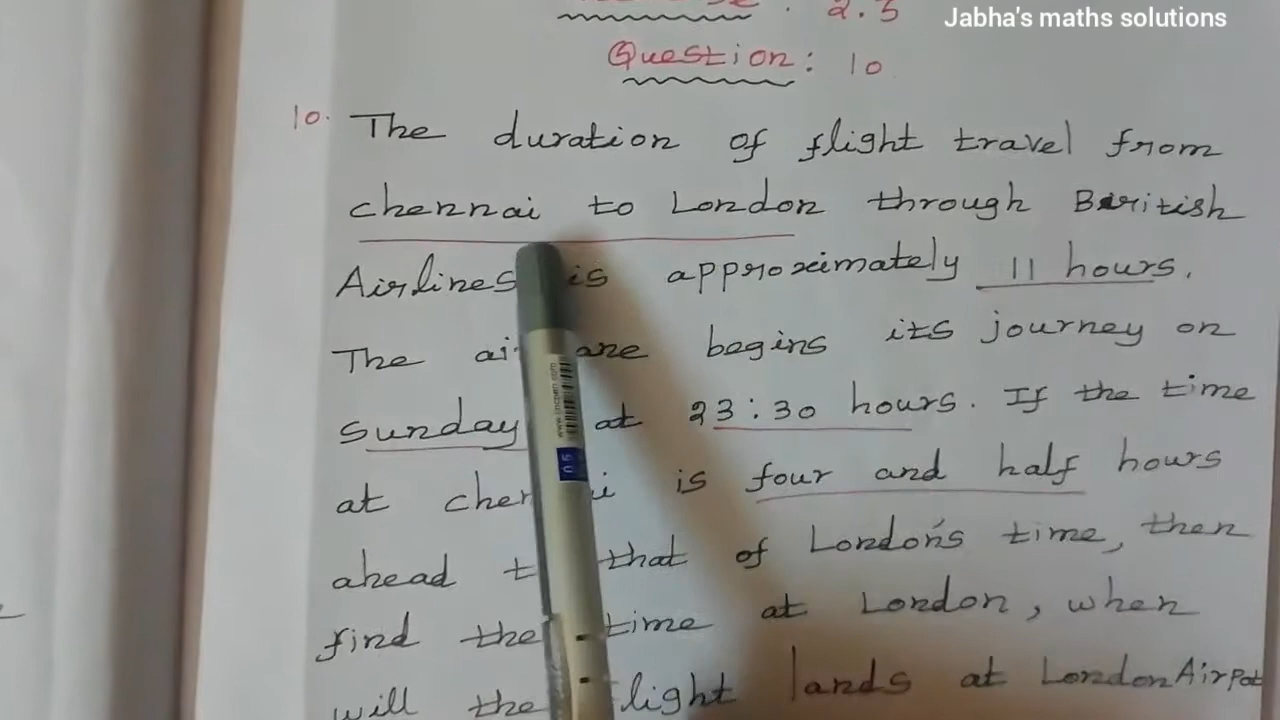 : 2.5
Jabha's maths solutions
Question: 10
10. The duration of flight travel from
chennai to London through British
Airlines is approximately 11 hours.
The begins its journey on
sunday at 23:30 hours. If the time
at is four and half hours
ahead that of London's time, then
find the time at London, when
will the lands at London AirPot